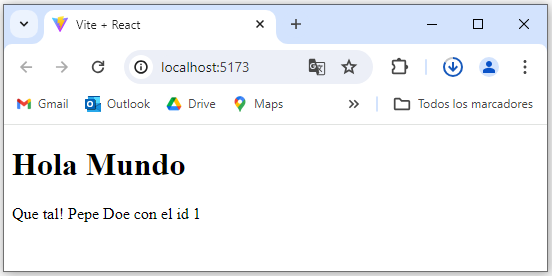 Vite + React
localhost:5173
Gmail Outlook Drive Maps Todos los marcadores
Hola Mundo
Que tal! Pepe Doe con el id 1